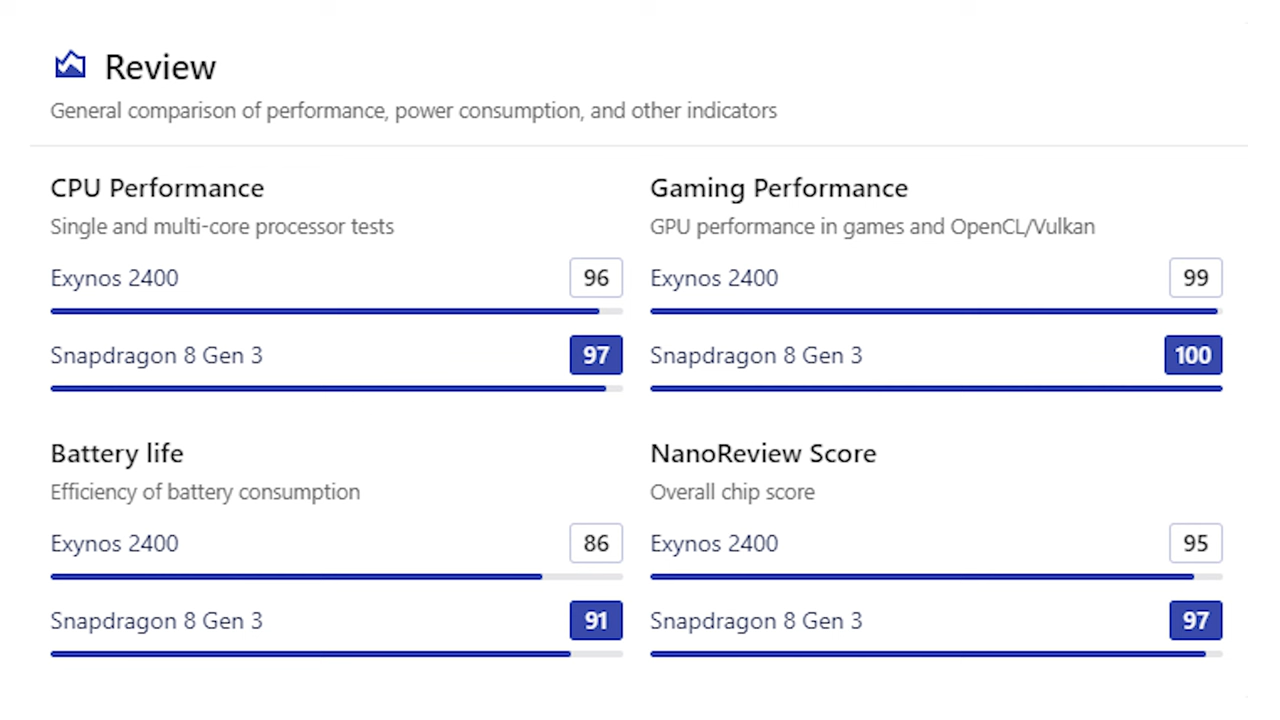 Review
General comparison of performance, power consumption, and other indicators
CPU Performance
Single and multi-core processor tests
Exynos 2400 96
Snapdragon 8 Gen 3 97
Gaming Performance
GPU performance in games and OpenCL/Vulkan
Exynos 2400 99
Snapdragon 8 Gen 3 100
Battery life
Efficiency of battery consumption
Exynos 2400 86
Snapdragon 8 Gen 3 91
NanoReview Score
Overall chip score
Exynos 2400 95
Snapdragon 8 Gen 3 97